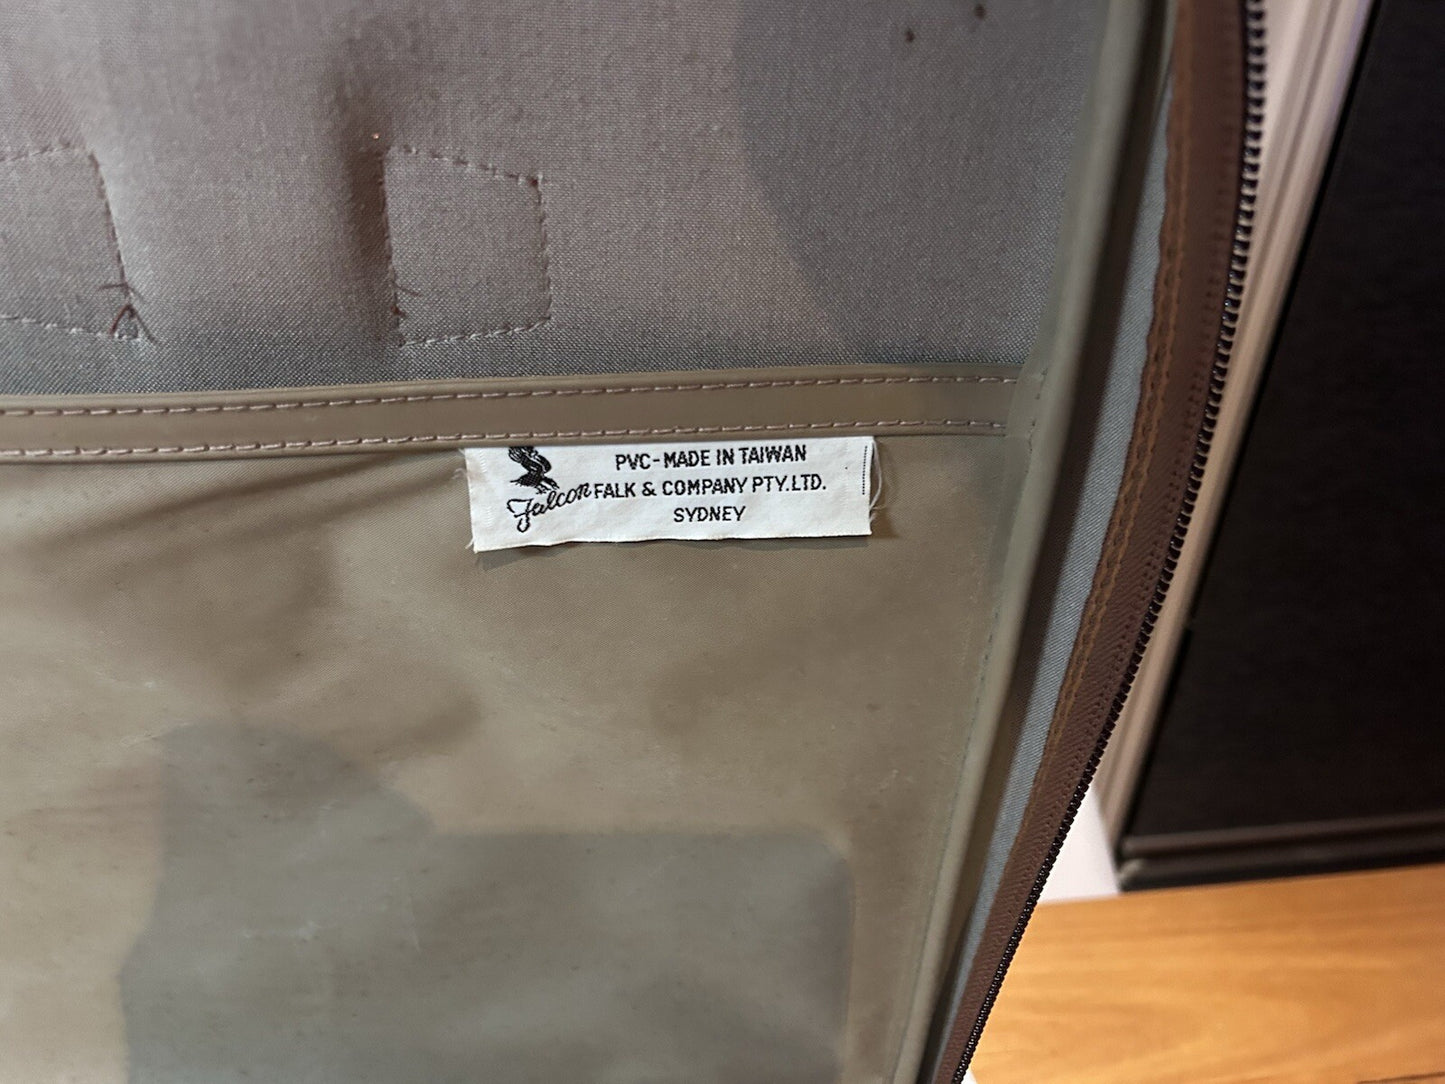 PVC-MADE IN TAIWAN
Falcon FALK & COMPANY PTY.LTD.
SYDNEY